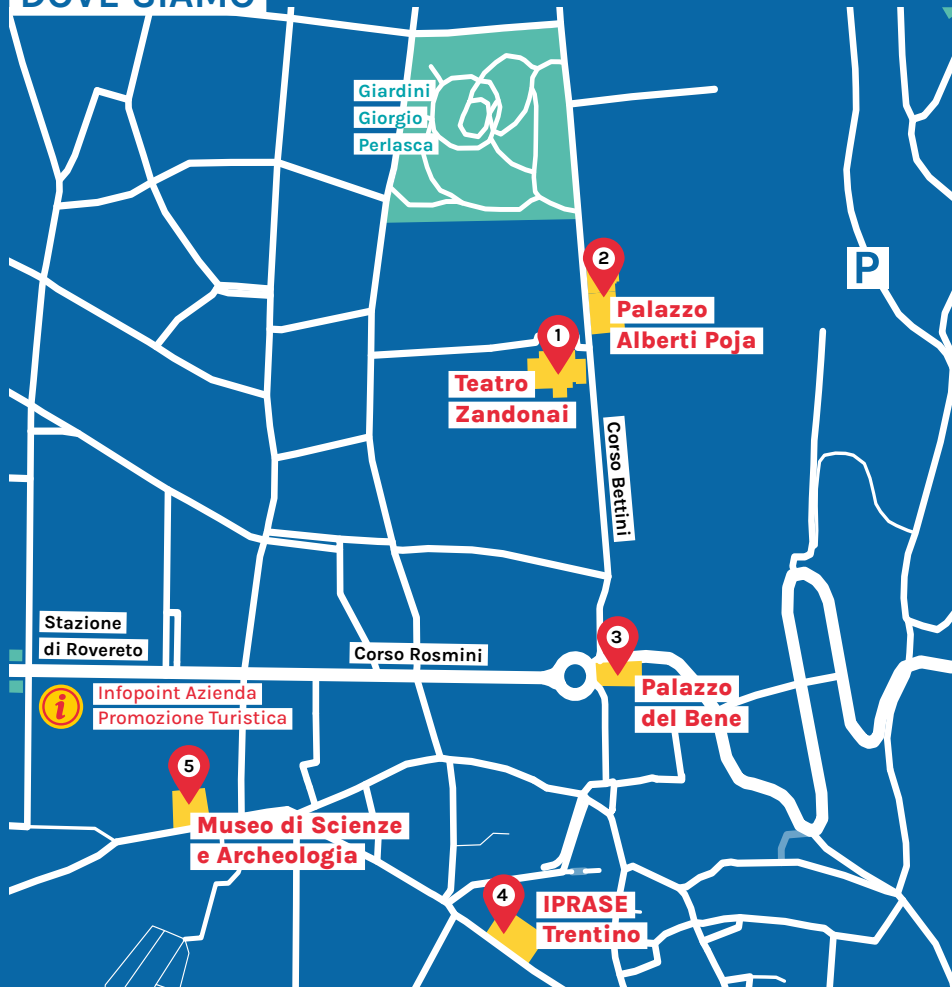 DOVE SIAMO
Giardini
Giorgio
Perlasca
2
P
Palazzo
Alberti Poja
1
Teatro
Zandonai
Corso Bettini
Stazione
di Rovereto
Corso Rosmini
3
Palazzo
del Bene
i
Infopoint Azienda
Promozione Turistica
5
Museo di Scienze
e Archeologia
4
IPRASE
Trentino